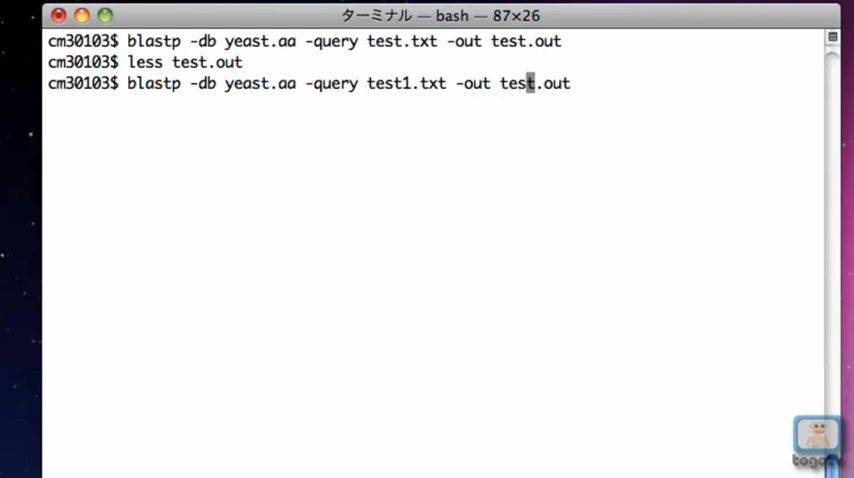 ターミナル — bash — 87×26
cm30103$ blastp -db yeast.aa -query test.txt -out test.out
cm30103$ less test.out
cm30103$ blastp -db yeast.aa -query test1.txt -out test.out
togotv